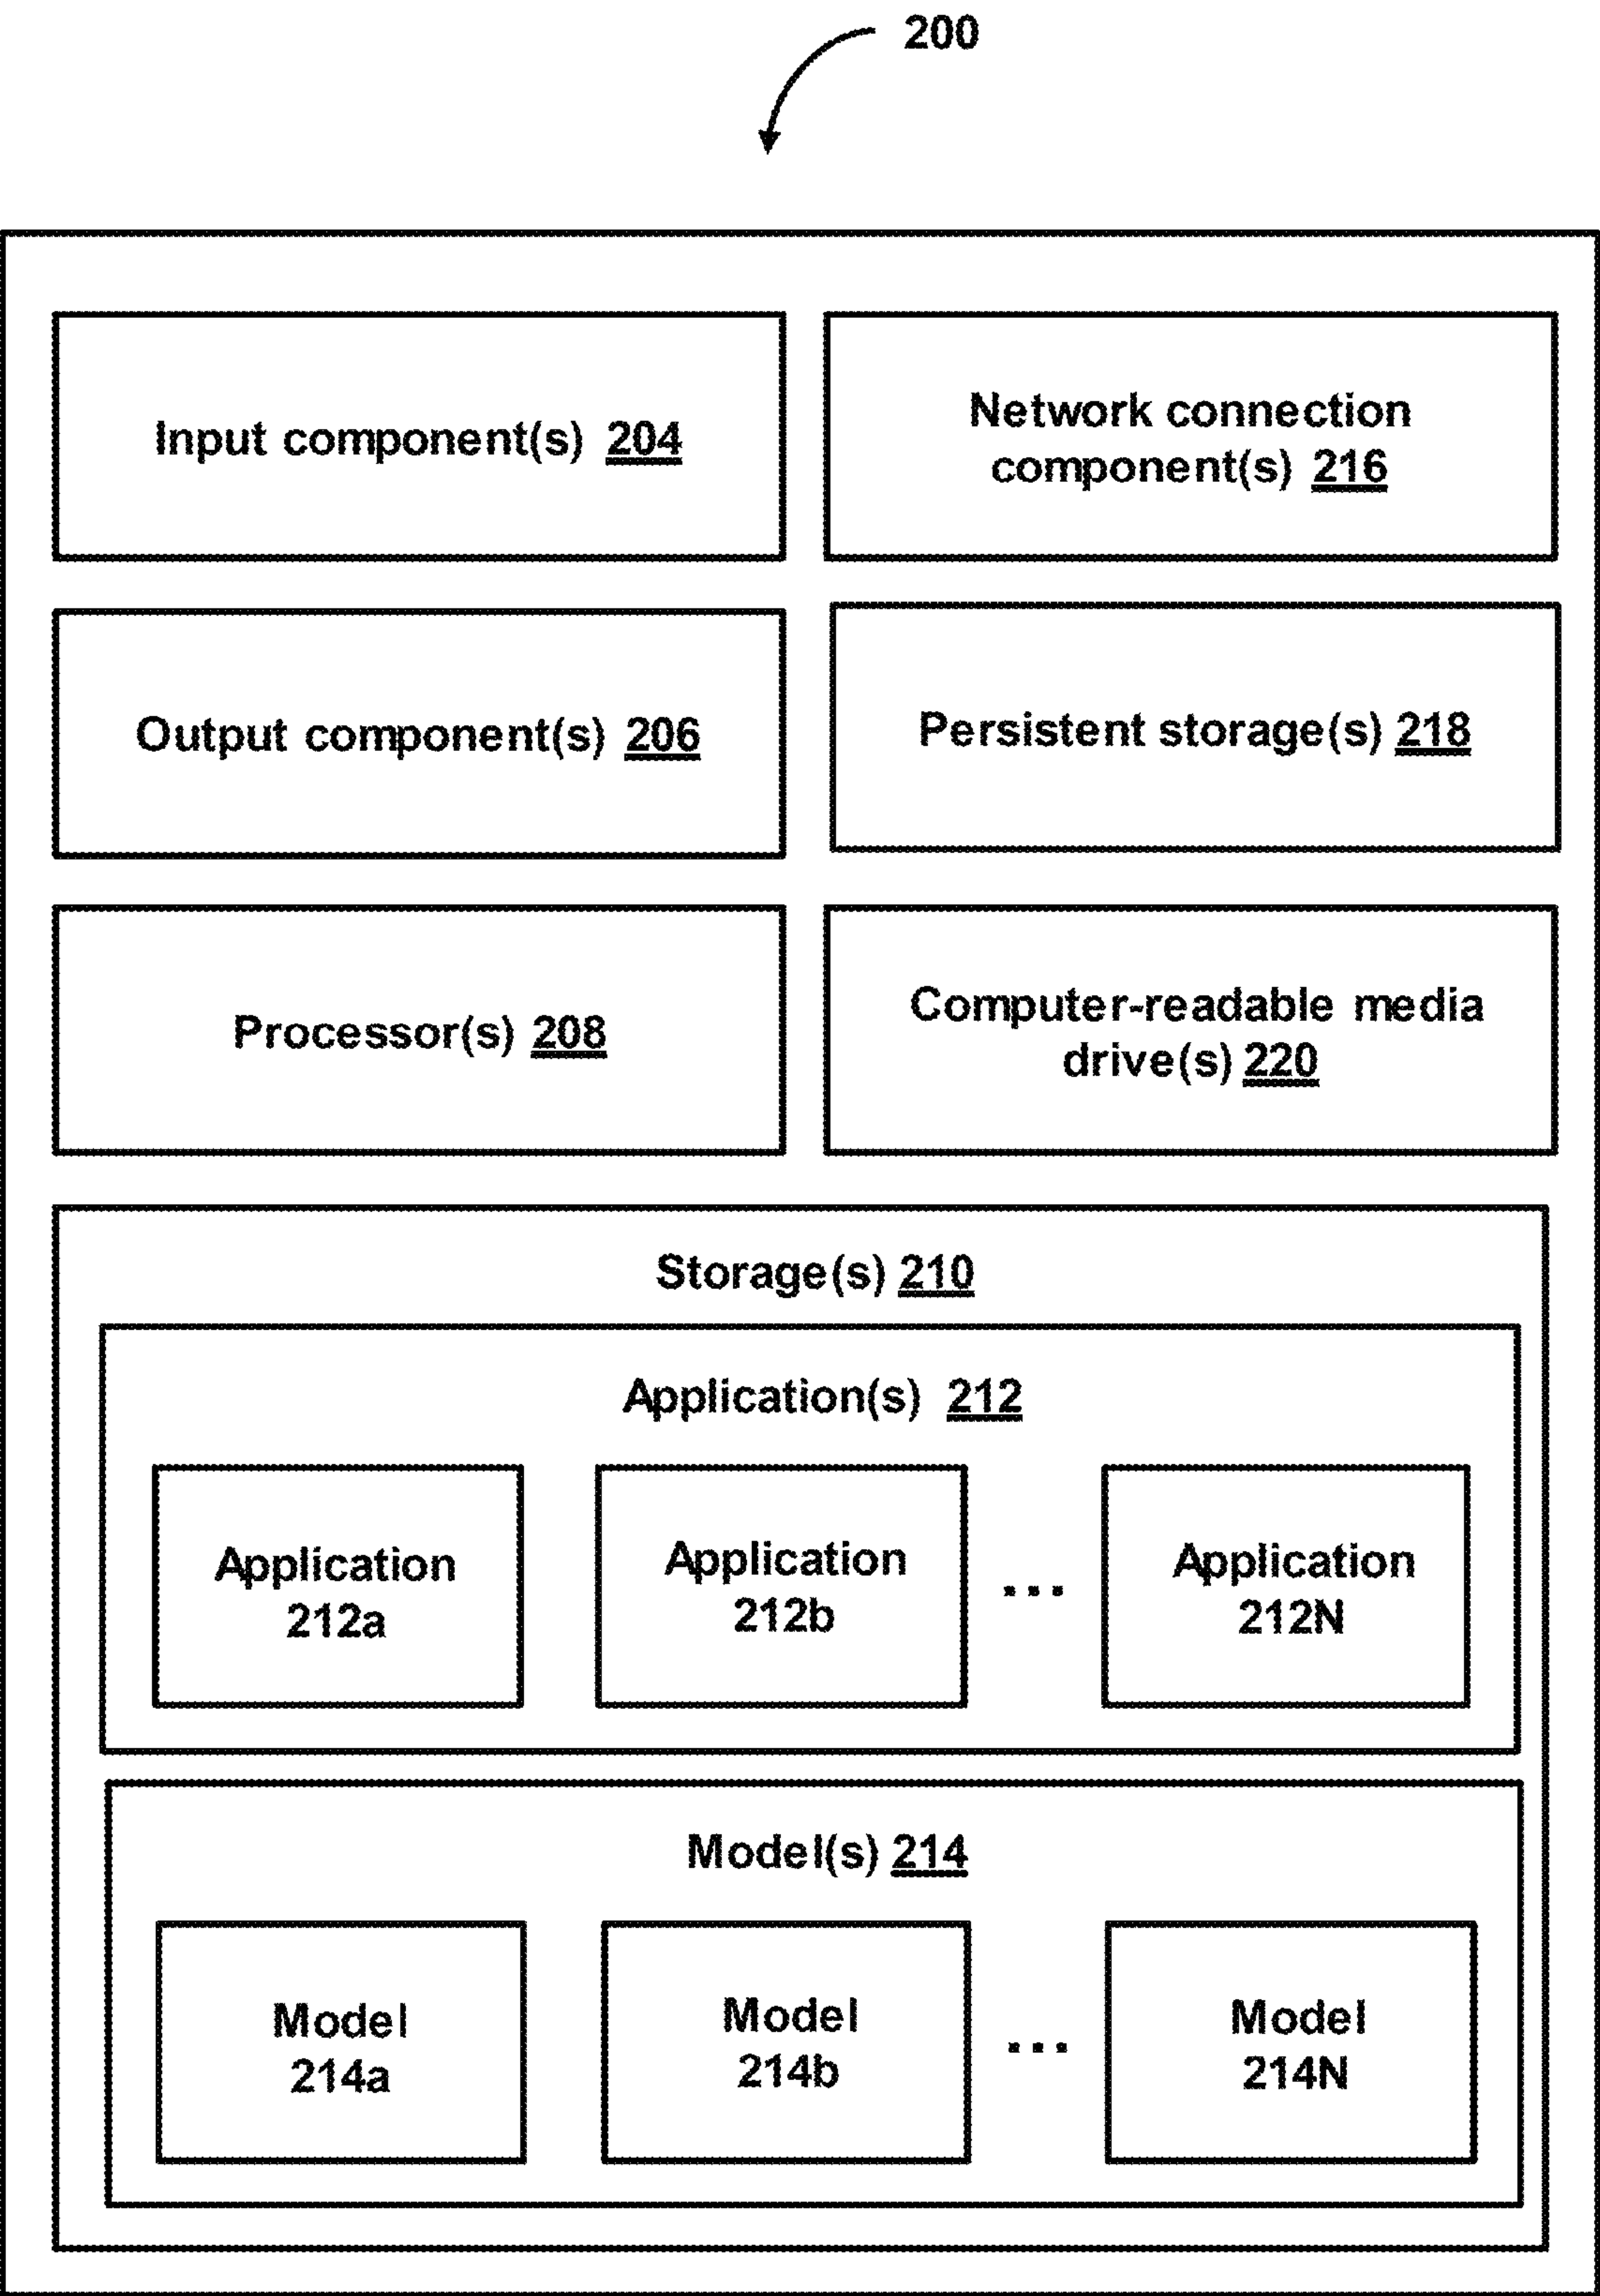 200
Input component(s) 204
Network connection
component(s) 216
Output component(s) 206
Persistent storage(s) 218
Processor(s) 208
Computer-readable media
drive(s) 220
Storage(s) 210
Application(s) 212
Application
212a
Application
212b
...
Application
212N
Model(s) 214
Model
214a
Model
214b
...
Model
214N